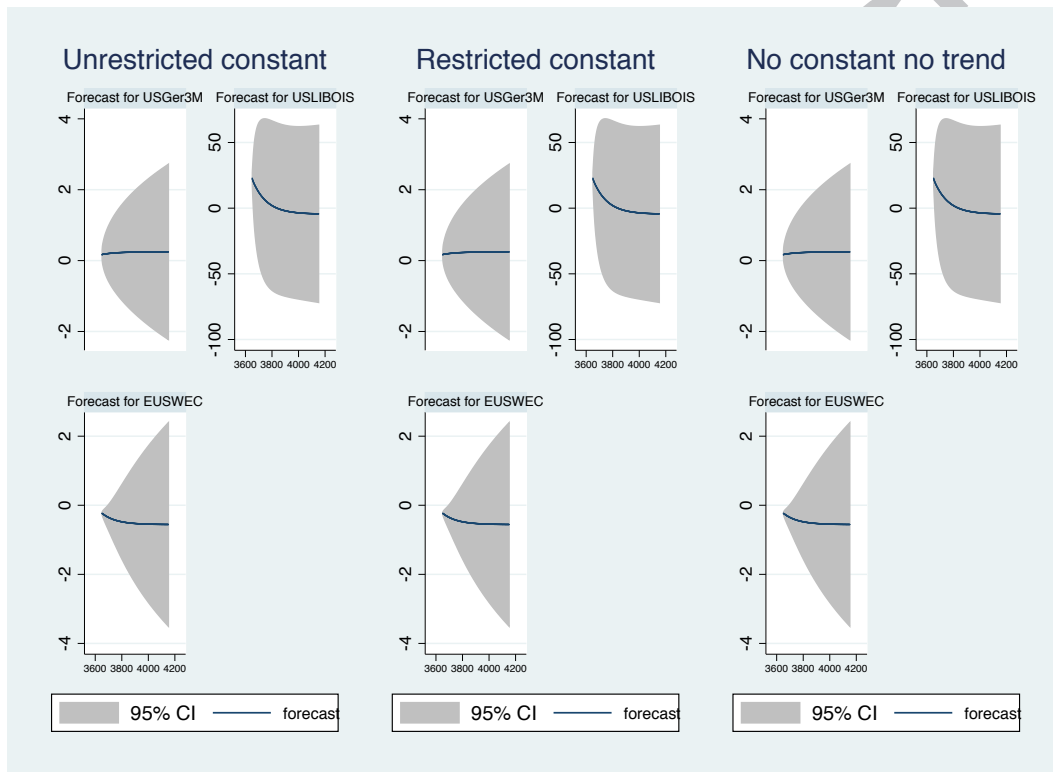 Unrestricted constant
Forecast for USGer3M Forecast for USLIBOIS
4
2
0
-2
50
0
-50
-100
3600 3800 4000 4200
Forecast for EUSWEC
2
0
-2
-4
3600 3800 4000 4200
95% CI forecast
Restricted constant
Forecast for USGer3M Forecast for USLIBOIS
4
2
0
-2
50
0
-50
-100
3600 3800 4000 4200
Forecast for EUSWEC
2
0
-2
-4
3600 3800 4000 4200
95% CI forecast
No constant no trend
Forecast for USGer3M Forecast for USLIBOIS
4
2
0
-2
50
0
-50
-100
3600 3800 4000 4200
Forecast for EUSWEC
2
0
-2
-4
3600 3800 4000 4200
95% CI forecast